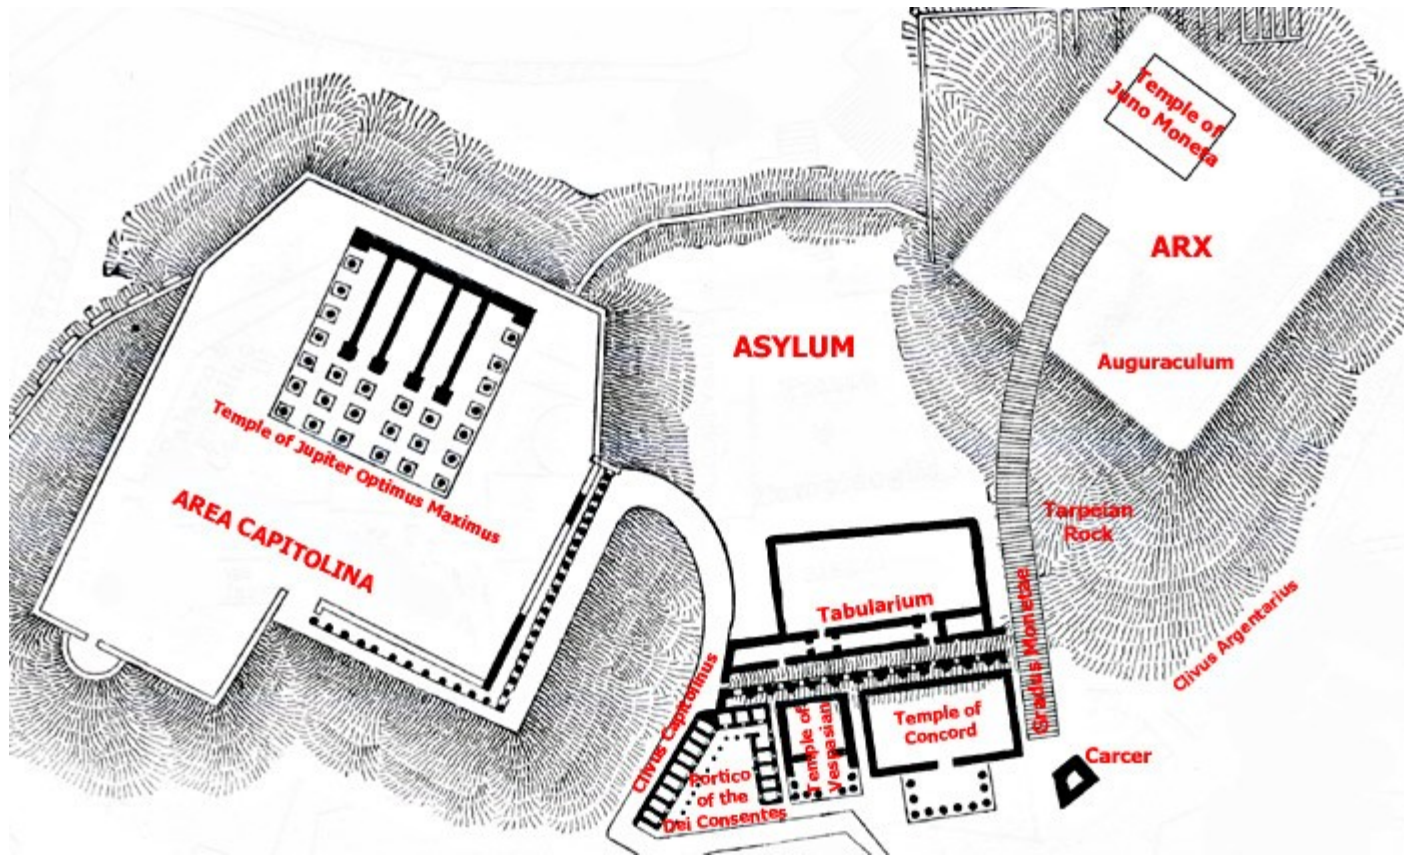 Temple of
Juno Moneta
ARX
ASYLUM
Auguraculum
Temple of Jupiter Optimus Maximus
AREA CAPITOLINA
Tarpeian
Rock
Tabularium
Clivus Argentarius
Gradus Monetae
Clivus Capitolinus
Temple of
Vespasian
Temple of
Concord
Carcer
Portico
of the
Dei Consentes